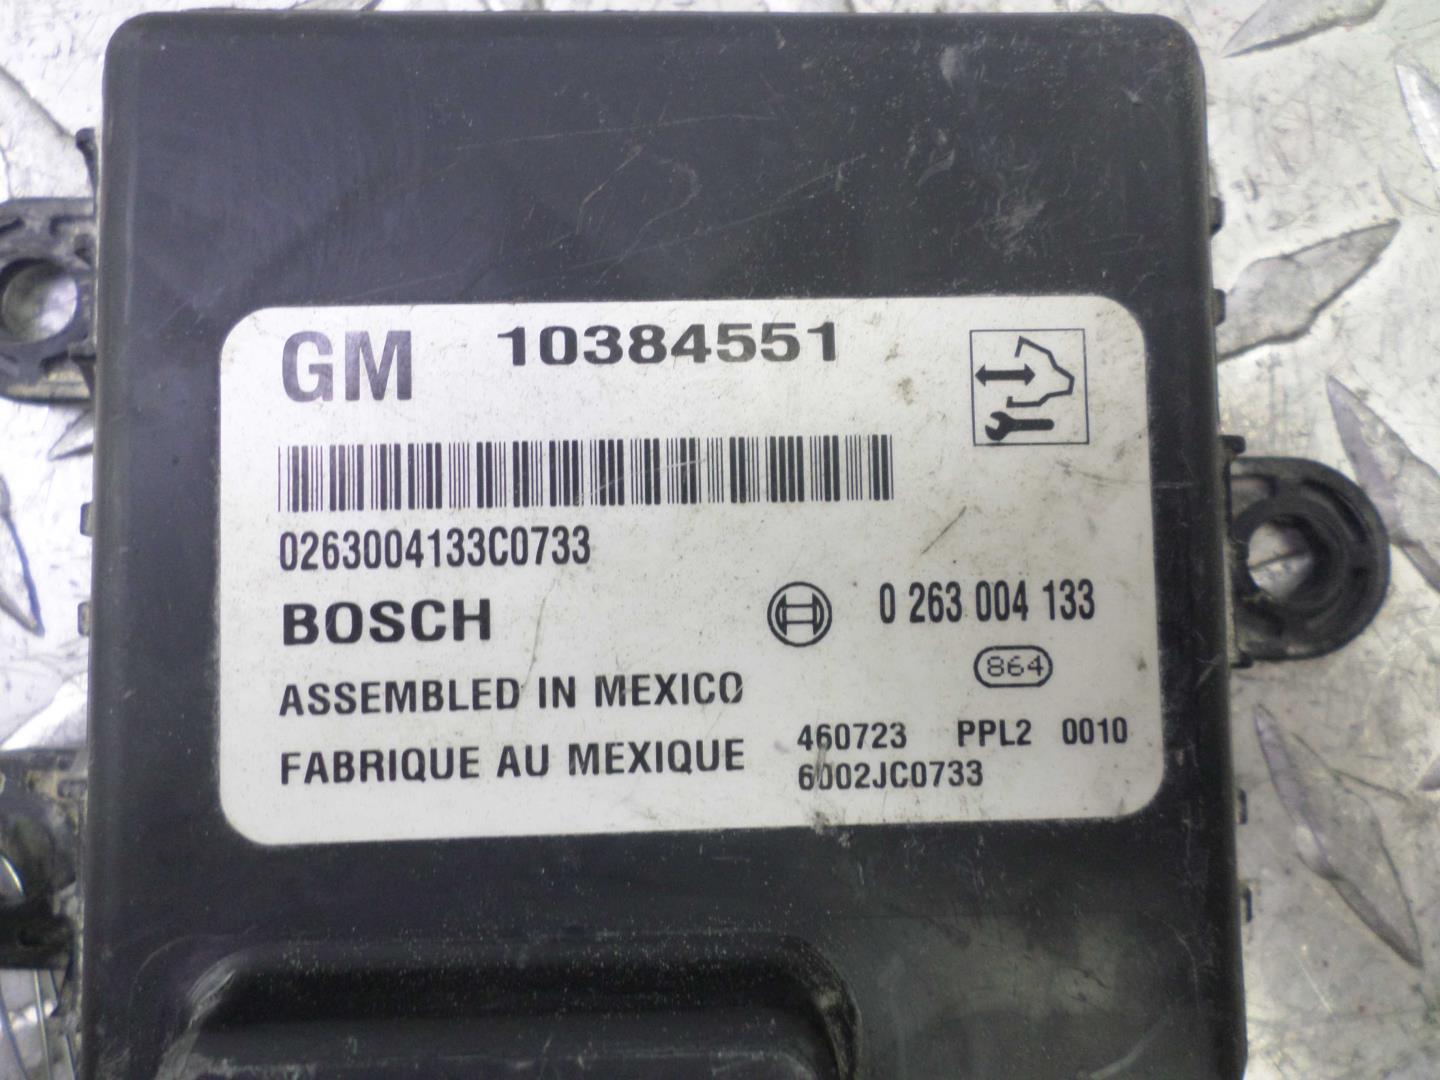 GM 10384551
0263004133C0733
BOSCH 0 263 004 133
864
ASSEMBLED IN MEXICO
FABRIQUE AU MEXIQUE
460723 PPL2 0010
6002JC0733